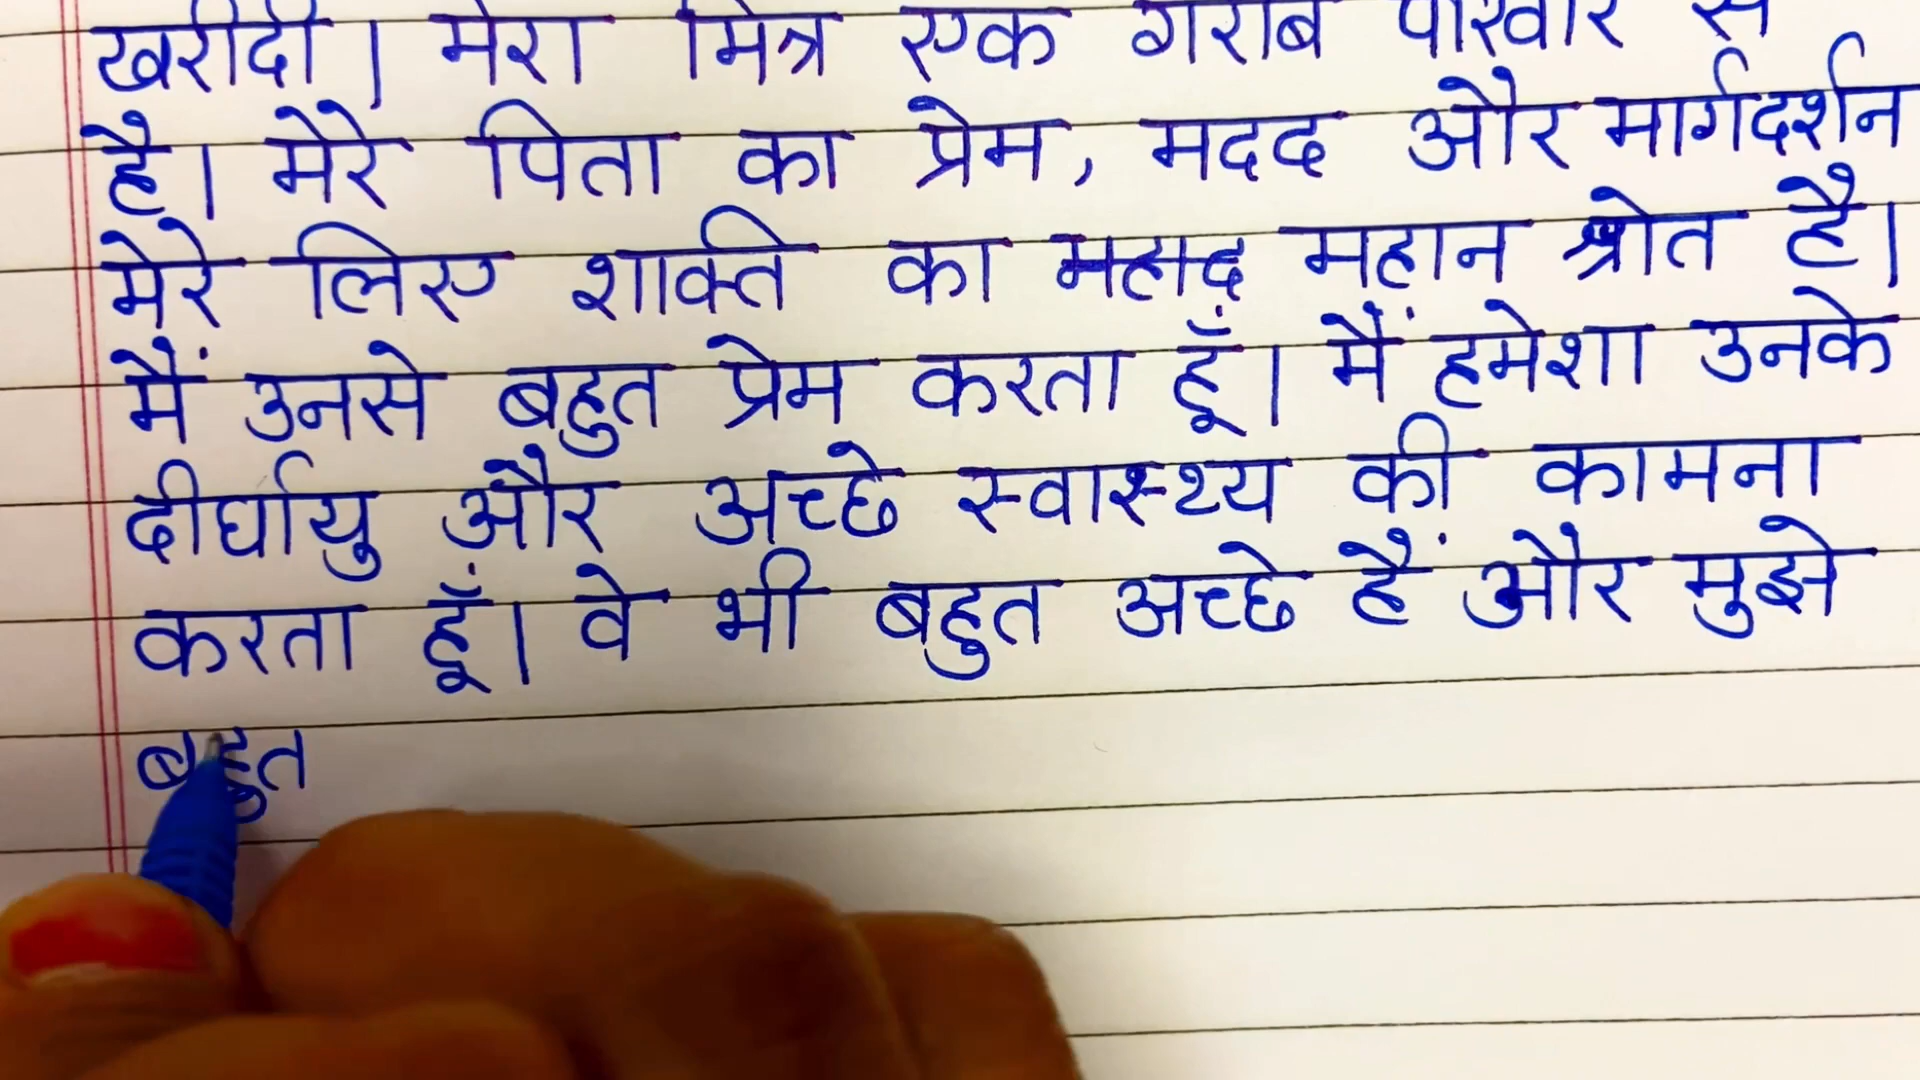 खरीदी। मेरा मित्र एक गरीब परिवार से
है। मेरे पिता का प्रेम, मदद और मार्गदर्शन
मेरे लिए शक्ति का महान श्रोत है।
मैं उनसे बहुत प्रेम करता हूँ। मैं हमेशा उनके
दीर्घायु और अच्छे स्वास्थ्य की कामना
करता हूँ। वे भी बहुत अच्छे हैं और मुझे
बहुत